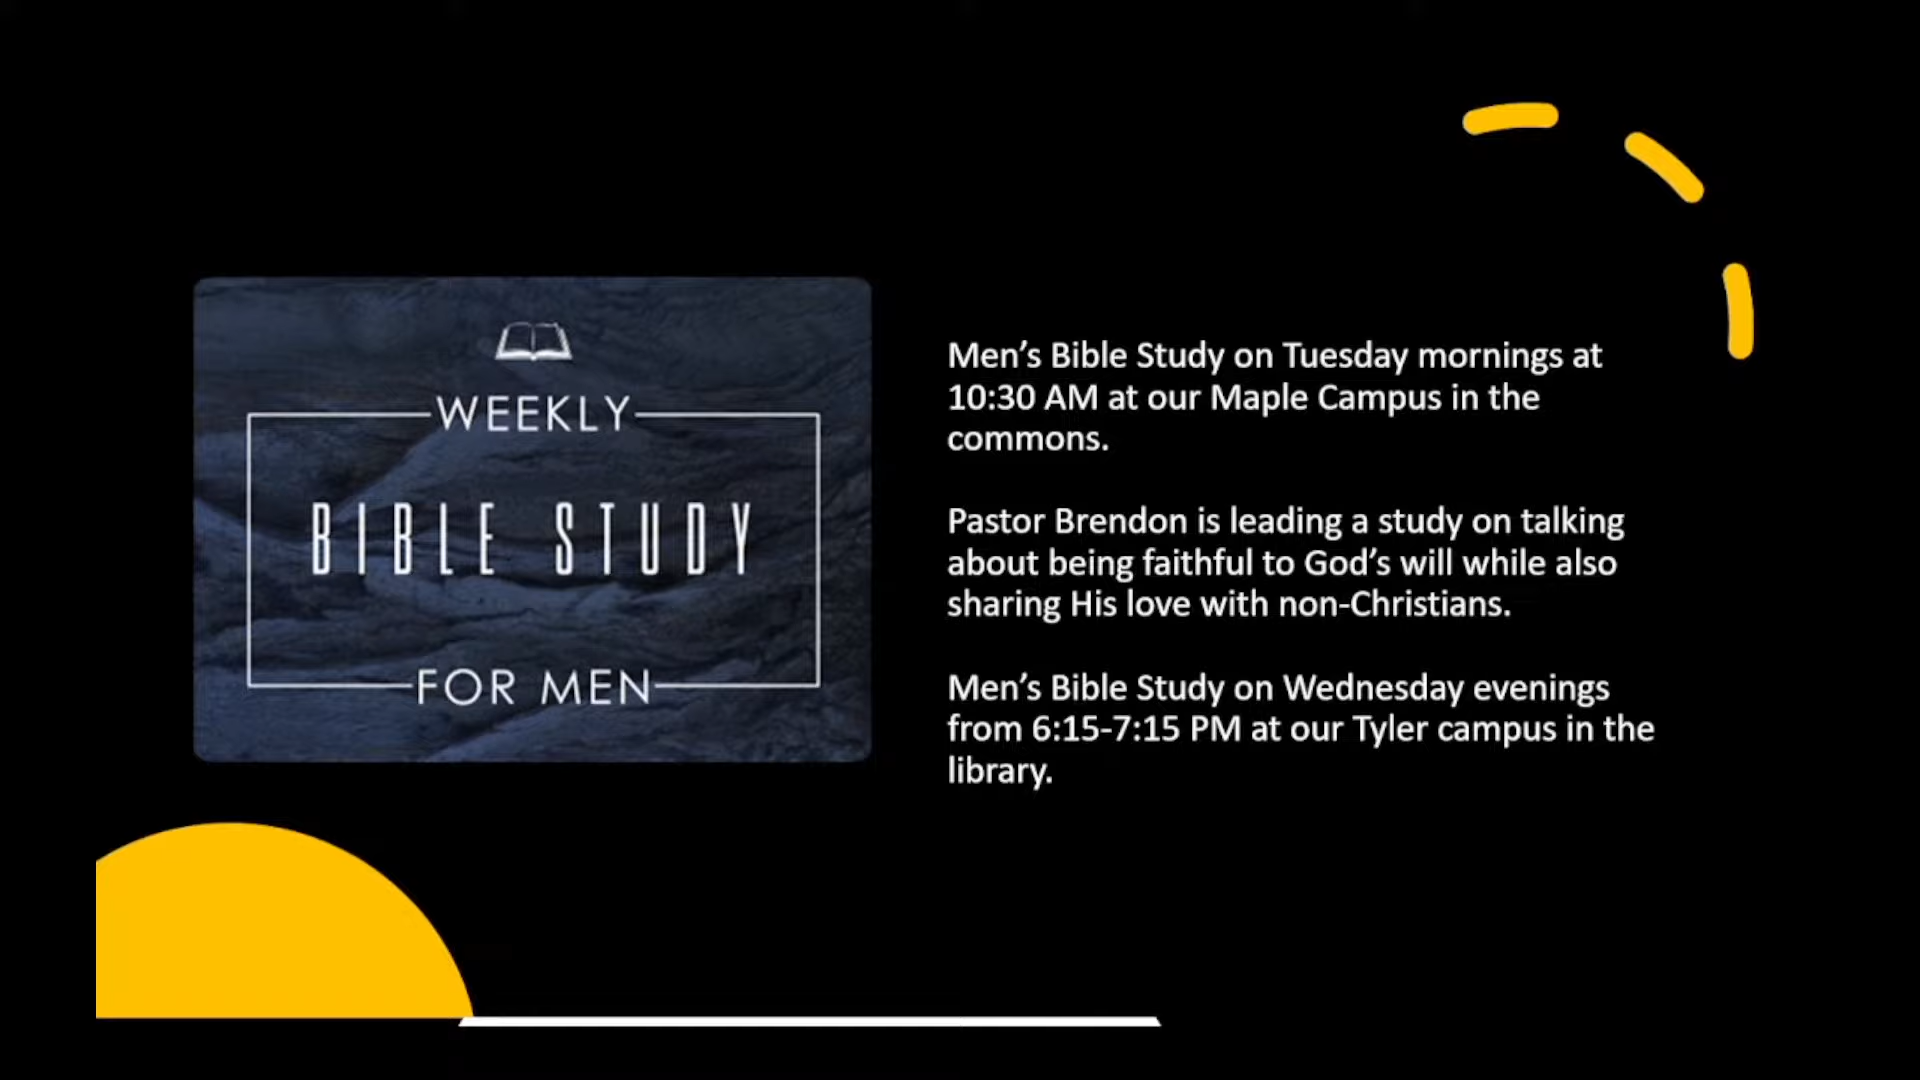 WEEKLY
BIBLE STUDY
FOR MEN
Men’s Bible Study on Tuesday mornings at
10:30 AM at our Maple Campus in the
commons.
Pastor Brendon is leading a study on talking
about being faithful to God’s will while also
sharing His love with non-Christians.
Men’s Bible Study on Wednesday evenings
from 6:15-7:15 PM at our Tyler campus in the
library.